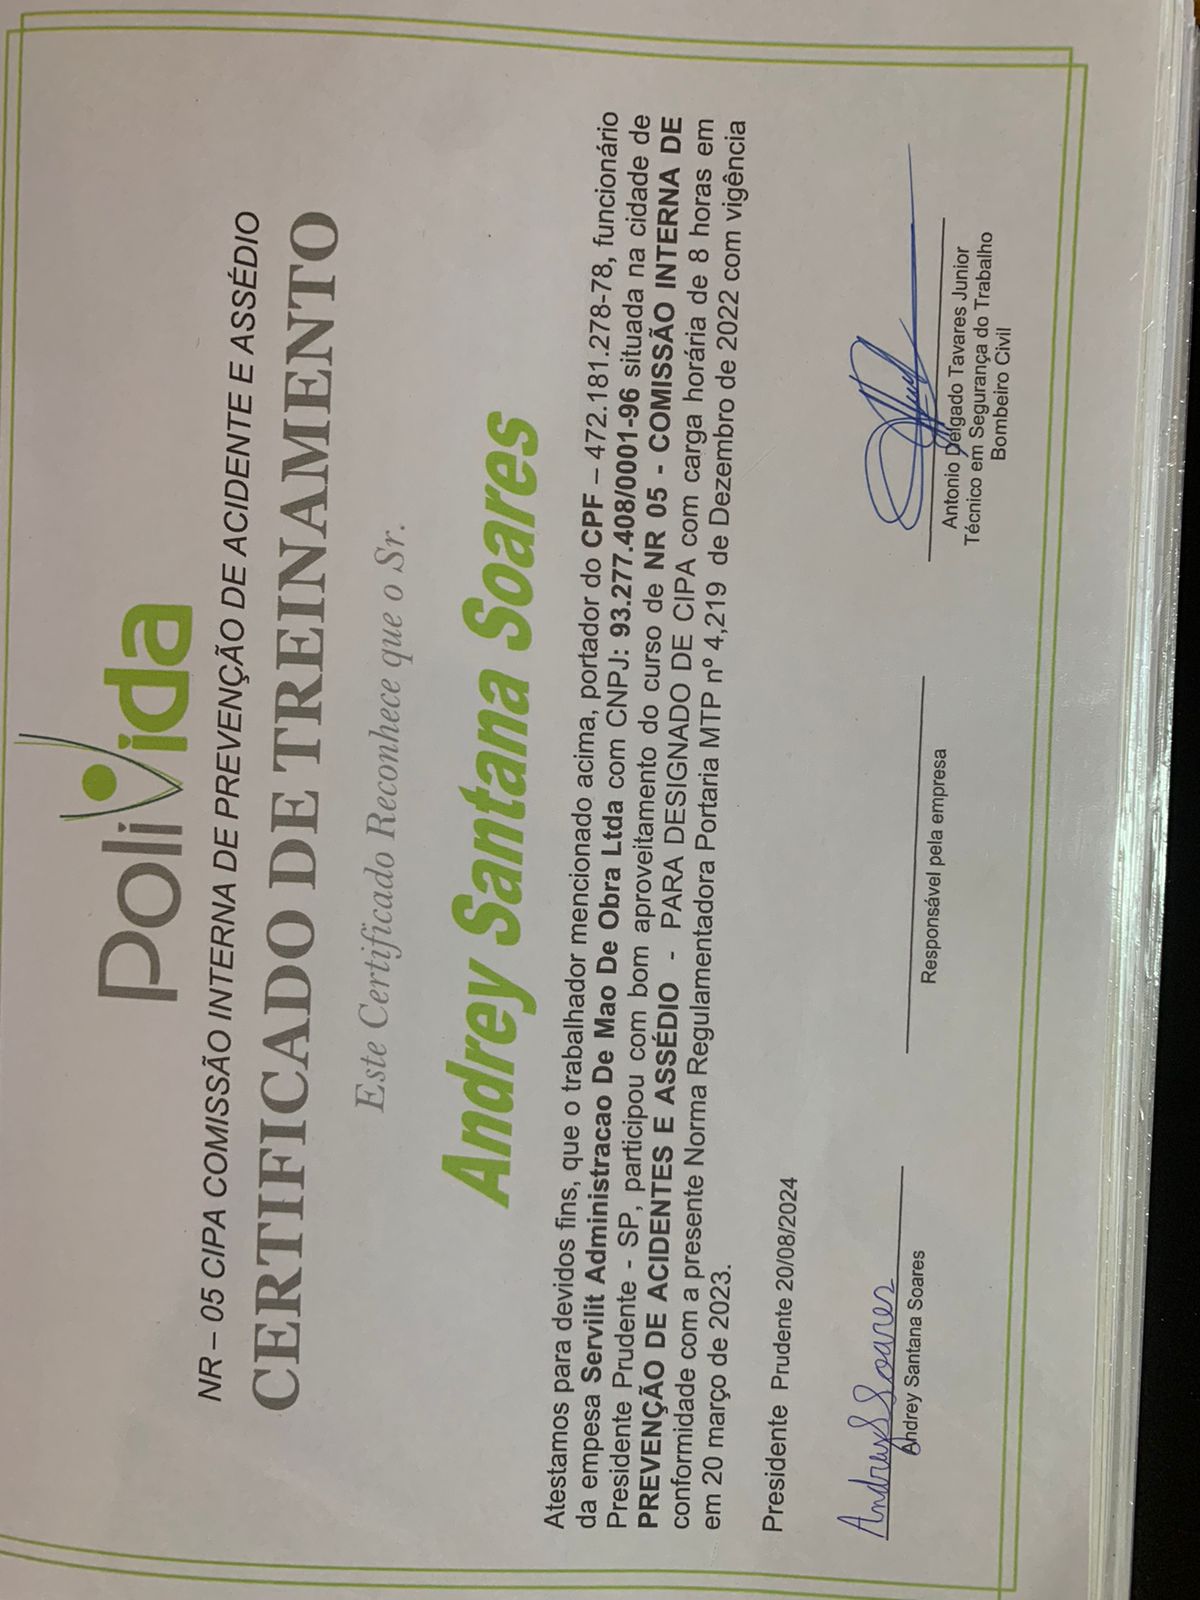 poliVida
NR – 05 CIPA COMISSÃO INTERNA DE PREVENÇÃO DE ACIDENTE E ASSÉDIO
CERTIFICADO DE TREINAMENTO
Este Certificado Reconhece que o Sr.
Andrey Santana Soares
Atestamos para devidos fins, que o trabalhador mencionado acima, portador do CPF – 472.181.278-78, funcionário
da empesa Servilit Administracao De Mao De Obra Ltda com CNPJ: 93.277.408/0001-96 situada na cidade de
Presidente Prudente - SP, participou com bom aproveitamento do curso de NR 05 - COMISSÃO INTERNA DE
PREVENÇÃO DE ACIDENTES E ASSÉDIO - PARA DESIGNADO DE CIPA com carga horária de 8 horas em
conformidade com a presente Norma Regulamentadora Portaria MTP nº 4,219 de Dezembro de 2022 com vigência
em 20 março de 2023.
Presidente Prudente 20/08/2024
Andrey S Soares
Andrey Santana Soares
Responsável pela empresa
Antonio Delgado Tavares Junior
Técnico em Segurança do Trabalho
Bombeiro Civil